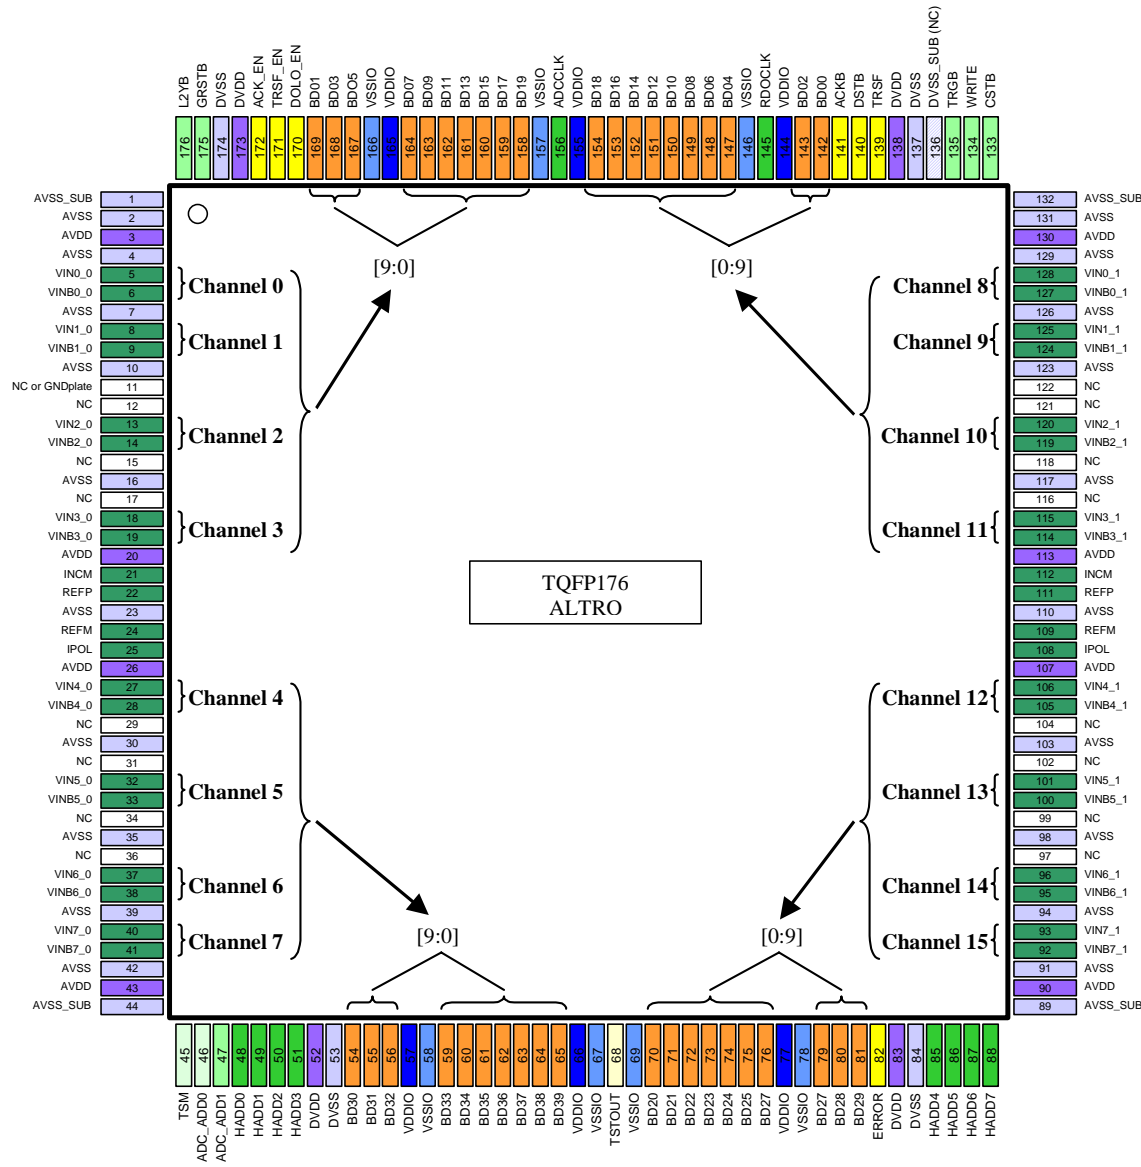 L2YB
GRSTB
DVSS
DVDD
ACK_EN
TRSF_EN
DOLO_EN
BD01
BD03
BDO5
VSSIO
VDDIO
BD07
BD09
BD11
BD13
BD15
BD17
BD19
VSSIO
ADCCLK
VDDIO
BD18
BD16
BD14
BD12
BD10
BD08
BD06
BD04
VSSIO
RDOCLK
VDDIO
BD02
BD00
ACKB
DSTB
TRSF
DVDD
DVSS
DVSS_SUB (NC)
TRGB
WRITE
CSTB
176
175
174
173
172
171
170
169
168
167
166
165
164
163
162
161
160
159
158
157
156
155
154
153
152
151
150
149
148
147
146
145
144
143
142
141
140
139
138
137
136
135
134
133
AVSS_SUB 1
AVSS 2
AVDD 3
AVSS 4
VIN0_0 5
VINB0_0 6
AVSS 7
VIN1_0 8
VINB1_0 9
AVSS 10
NC or GNDplate 11
NC 12
VIN2_0 13
VINB2_0 14
NC 15
AVSS 16
NC 17
VIN3_0 18
VINB3_0 19
AVDD 20
INCM 21
REFP 22
AVSS 23
REFM 24
IPOL 25
AVDD 26
VIN4_0 27
VINB4_0 28
NC 29
AVSS 30
NC 31
VIN5_0 32
VINB5_0 33
NC 34
AVSS 35
NC 36
VIN6_0 37
VINB6_0 38
AVSS 39
VIN7_0 40
VINB7_0 41
AVSS 42
AVDD 43
AVSS_SUB 44
[9:0]
[0:9]
Channel 0
Channel 1
Channel 2
Channel 3
Channel 4
Channel 5
Channel 6
Channel 7
TQFP176
ALTRO
Channel 8
Channel 9
Channel 10
Channel 11
Channel 12
Channel 13
Channel 14
Channel 15
[9:0]
[0:9]
132 AVSS_SUB
131 AVSS
130 AVDD
129 AVSS
128 VIN0_1
127 VINB0_1
126 AVSS
125 VIN1_1
124 VINB1_1
123 AVSS
122 NC
121 NC
120 VIN2_1
119 VINB2_1
118 NC
117 AVSS
116 NC
115 VIN3_1
114 VINB3_1
113 AVDD
112 INCM
111 REFP
110 AVSS
109 REFM
108 IPOL
107 AVDD
106 VIN4_1
105 VINB4_1
104 NC
103 AVSS
102 NC
101 VIN5_1
100 VINB5_1
99 NC
98 AVSS
97 NC
96 VIN6_1
95 VINB6_1
94 AVSS
93 VIN7_1
92 VINB7_1
91 AVSS
90 AVDD
89 AVSS_SUB
45
46
47
48
49
50
51
52
53
54
55
56
57
58
59
60
61
62
63
64
65
66
67
68
69
70
71
72
73
74
75
76
77
78
79
80
81
82
83
84
85
86
87
88
TSM
ADC_ADD0
ADC_ADD1
HADD0
HADD1
HADD2
HADD3
DVDD
DVSS
BD30
BD31
BD32
VDDIO
VSSIO
BD33
BD34
BD35
BD36
BD37
BD38
BD39
VDDIO
VSSIO
TSTOUT
VSSIO
BD20
BD21
BD22
BD23
BD24
BD25
BD27
VDDIO
VSSIO
BD27
BD28
BD29
ERROR
DVDD
DVSS
HADD4
HADD5
HADD6
HADD7